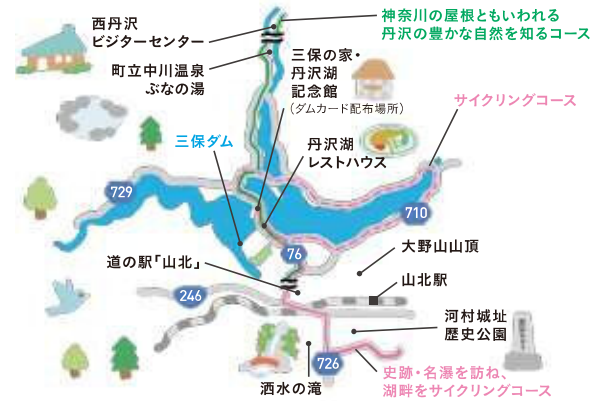 西丹沢
ビジターセンター
神奈川の屋根ともいわれる
丹沢の豊かな自然を知るコース
町立中川温泉
ぶなの湯
三保の家・
丹沢湖
記念館
(ダムカード配布場所)
サイクリングコース
三保ダム
丹沢湖
レストハウス
729
710
76
大野山山頂
道の駅「山北」
山北駅
246
河村城址
歴史公園
726
洒水の滝
史跡・名瀑を訪ね、
湖畔をサイクリングコース